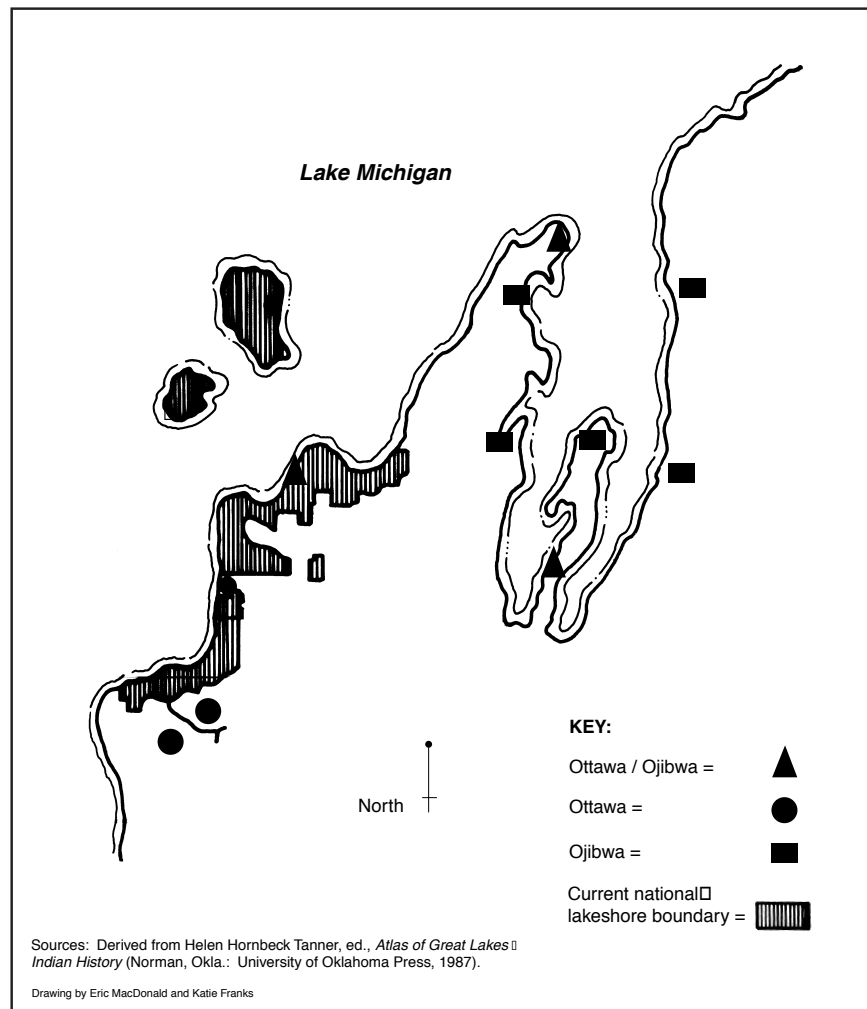 Lake Michigan
North
KEY:
Ottawa / Ojibwa =
Ottawa =
Ojibwa =
Current national□
lakeshore boundary =
Sources:  Derived from Helen Hornbeck Tanner, ed., Atlas of Great Lakes □
Indian History (Norman, Okla.:  University of Oklahoma Press, 1987).
Drawing by Eric MacDonald and Katie Franks